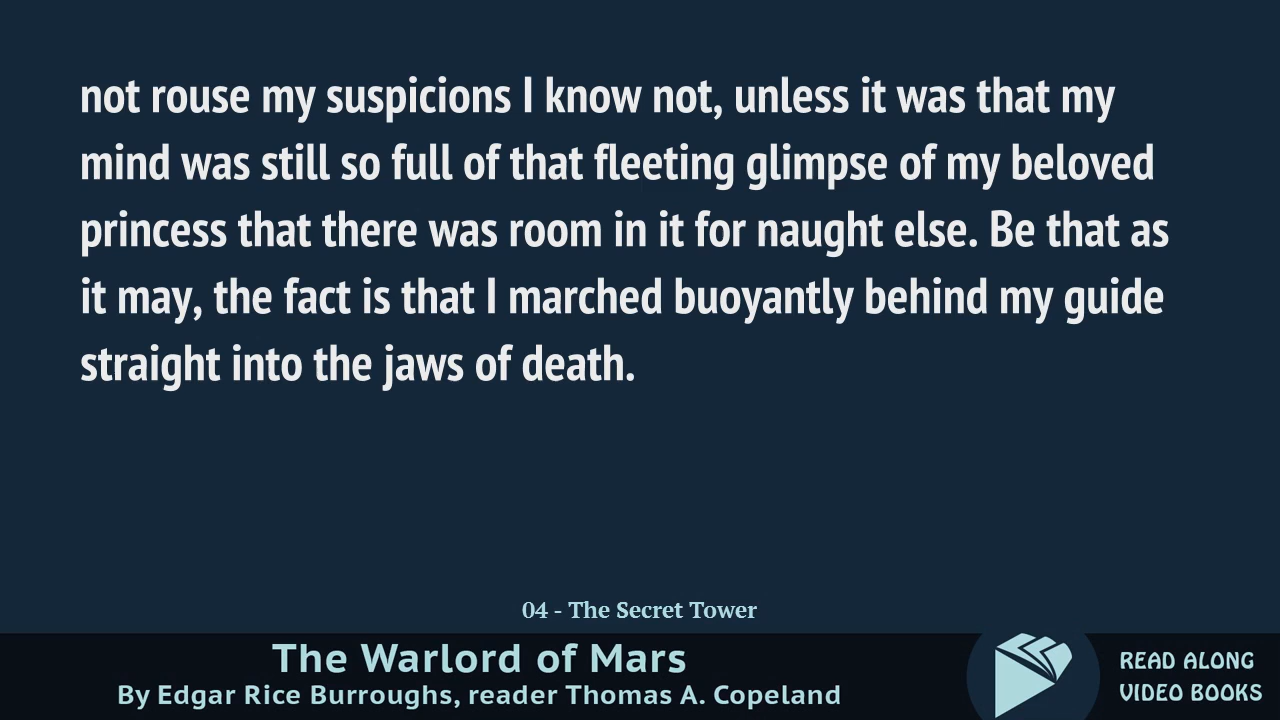 not rouse my suspicions I know not, unless it was that my
mind was still so full of that fleeting glimpse of my beloved
princess that there was room in it for naught else. Be that as
it may, the fact is that I marched buoyantly behind my guide
straight into the jaws of death.
04 - The Secret Tower
The Warlord of Mars
By Edgar Rice Burroughs, reader Thomas A. Copeland
READ ALONG
VIDEO BOOKS